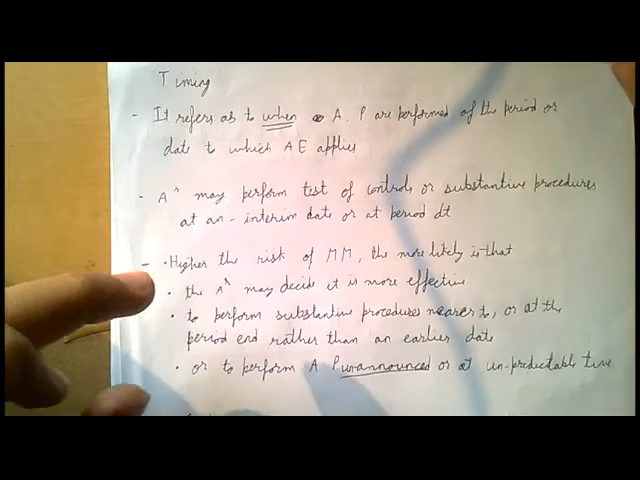 Timing
- It refers as to when A. P are performed of the period or
date to which AE applies
- Aʳ may perform test of controls or substantive procedures
at an - interim date or at period dt
- • Higher the risk of MM, the more likely is that
• the Aʳ may decide it is more effective
• to perform substantive procedures nearer to, or at the
period end rather than an earlier date
• or to perform A P unannounced or at un-predictable time